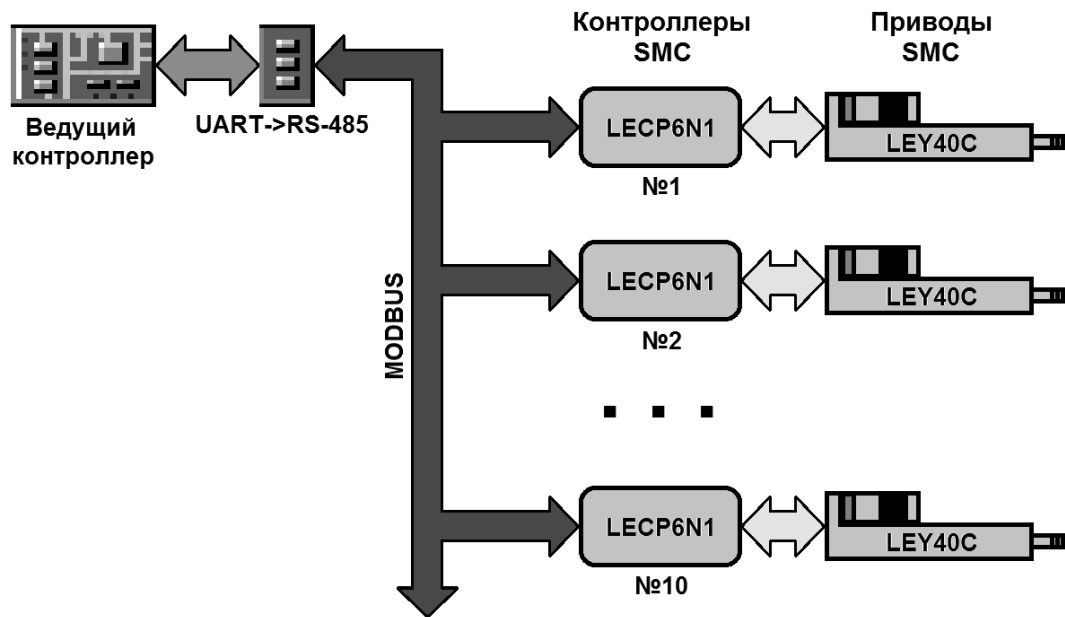 Контроллеры
SMC
Приводы
SMC
Ведущий
контроллер
UART->RS-485
MODBUS
LECP6N1
№1
LEY40C
LECP6N1
№2
LEY40C
LECP6N1
№10
LEY40C